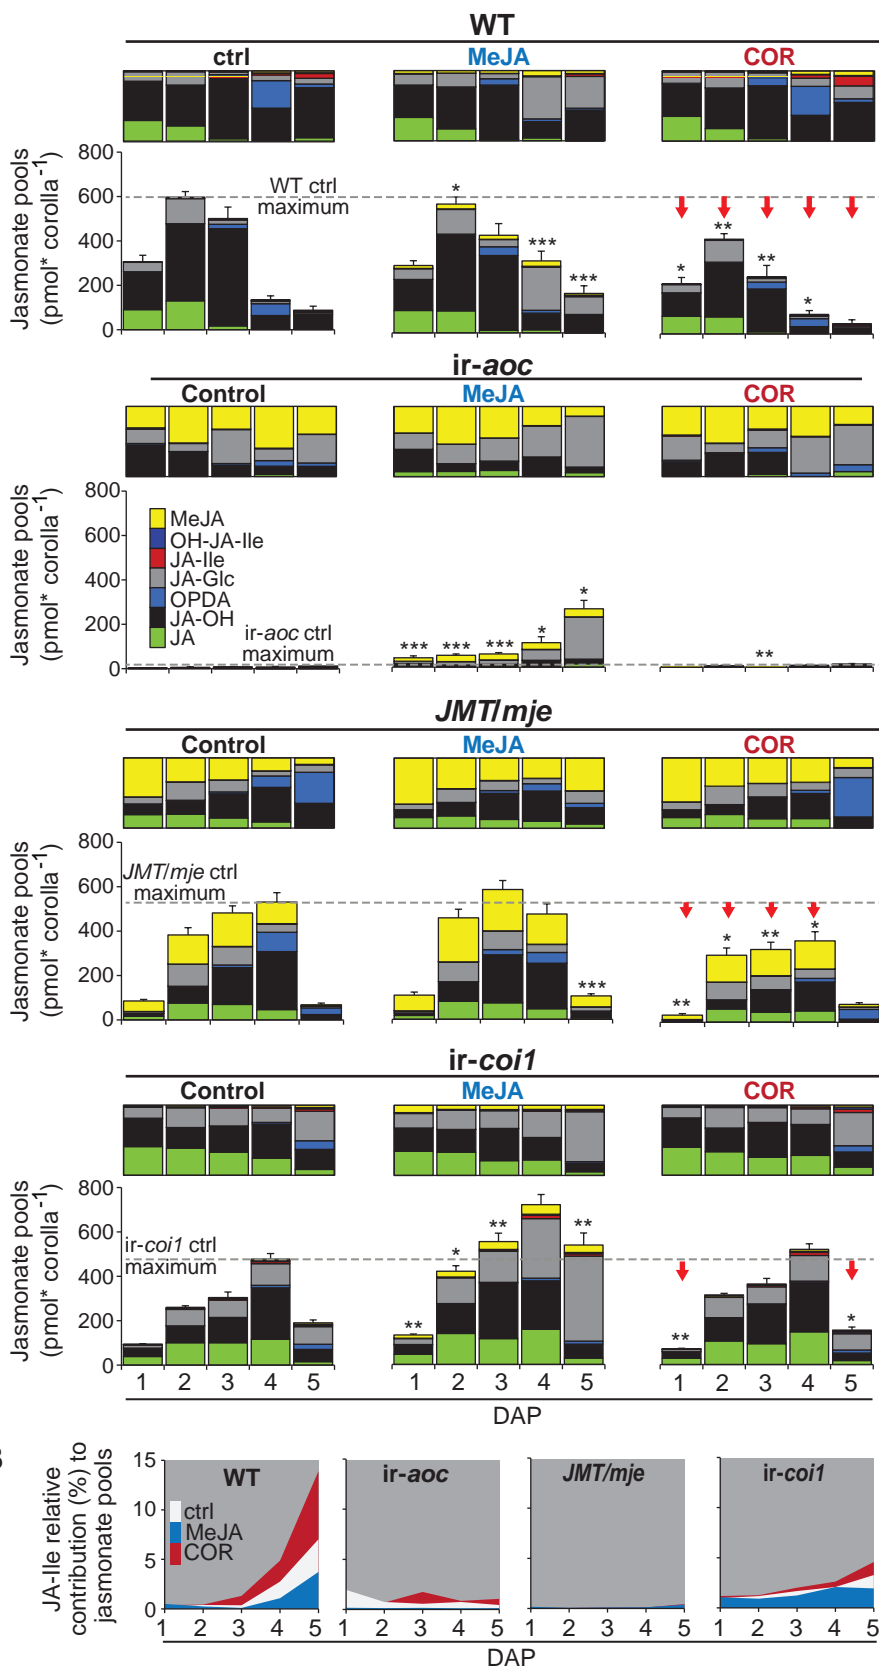 WT
ctrl MeJA COR
Jasmonate pools
(pmol* corolla-1)
800
600
400
200
0
WT ctrl
maximum
* *** ***
* ** ** *
ir-aoc
Control MeJA COR
Jasmonate pools
(pmol* corolla-1)
800
600
400
200
0
MeJA
OH-JA-Ile
JA-Ile
JA-Glc
OPDA
JA-OH
JA
ir-aoc ctrl
maximum
*** *** *** * *
**
JMT/mje
Control MeJA COR
Jasmonate pools
(pmol* corolla-1)
800
600
400
200
0
JMT/mje ctrl
maximum
***
** * ** *
ir-coi1
Control MeJA COR
Jasmonate pools
(pmol* corolla-1)
800
600
400
200
0
ir-coi1 ctrl
maximum
** * ** **
** *
1 2 3 4 5 1 2 3 4 5 1 2 3 4 5
DAP
JA-Ile relative
contribution (%) to
jasmonate pools
15
10
5
0
WT ir-aoc JMT/mje ir-coi1
ctrl
MeJA
COR
1 2 3 4 5 1 2 3 4 5 1 2 3 4 5 1 2 3 4 5
DAP